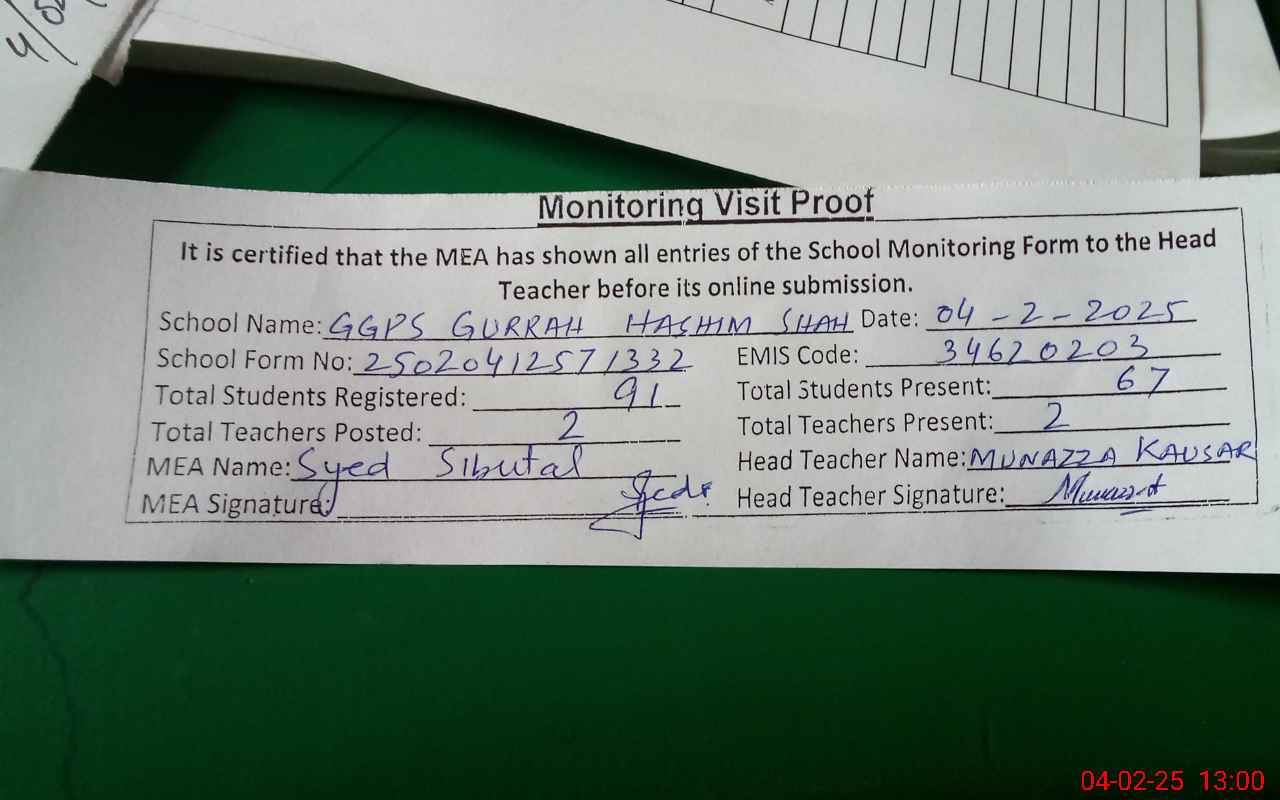 Monitoring Visit Proof
It is certified that the MEA has shown all entries of the School Monitoring Form to the Head
Teacher before its online submission.
School Name: GGPS GURRAH HASHIM SHAH Date: 04-2-2025
School Form No: 25020412571332 EMIS Code: 34620203
Total Students Registered: 91 Total Students Present: 67
Total Teachers Posted: 2 Total Teachers Present: 2
MEA Name: Syed Sibutal Head Teacher Name: MUNAZZA KAUSAR
MEA Signature: Head Teacher Signature:
04-02-25 13:00